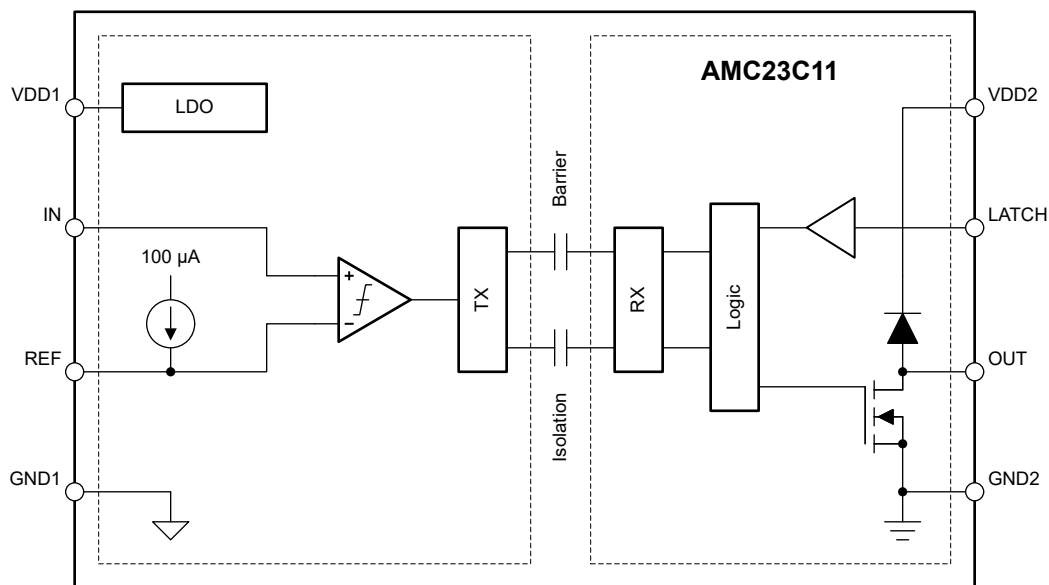 AMC23C11
VDD1
LDO
VDD2
IN
Barrier
LATCH
100 µA
+
−
TX
RX
Logic
REF
OUT
Isolation
GND1
GND2